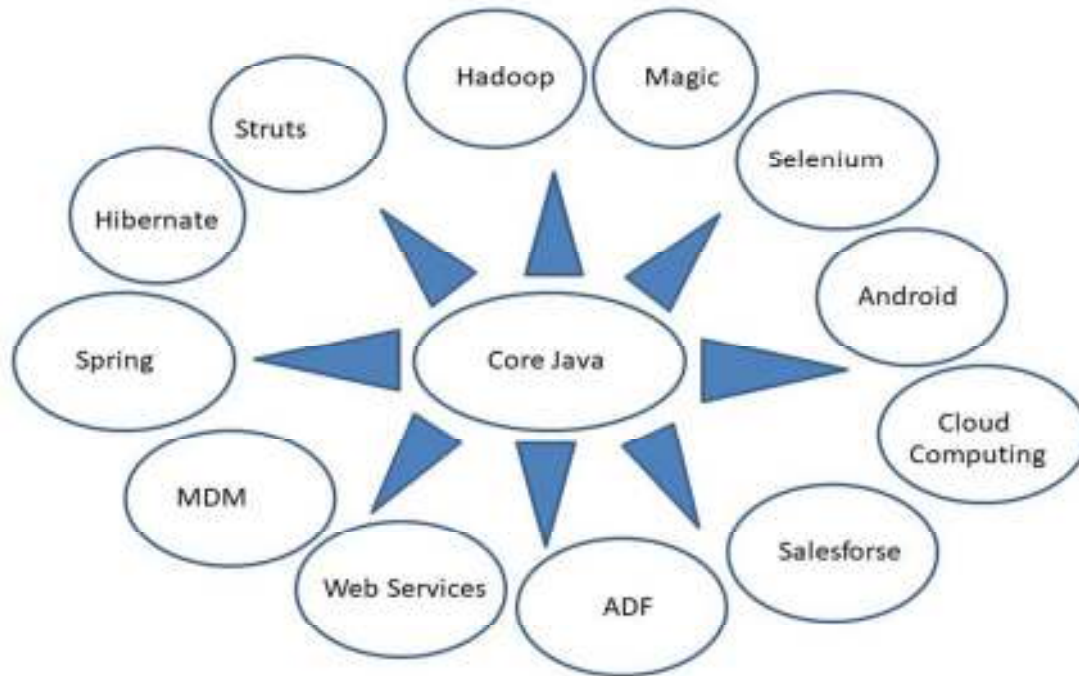 Hadoop
Magic
Struts
Selenium
Hibernate
Android
Spring
Core Java
Cloud
Computing
MDM
Salesforse
Web Services
ADF